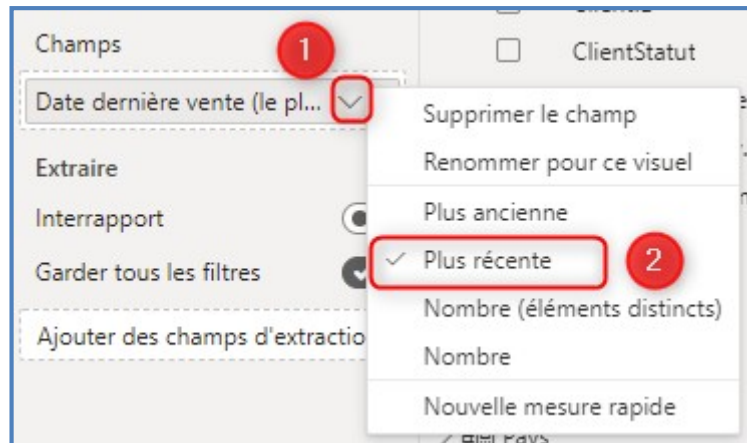 Champs
1
ClientStatut
Date dernière vente (le pl...
Supprimer le champ
Extraire
Renommer pour ce visuel
Interrapport
Plus ancienne
Garder tous les filtres
Plus récente
2
Nombre (éléments distincts)
Ajouter des champs d'extractio
Nombre
Nouvelle mesure rapide
Pays